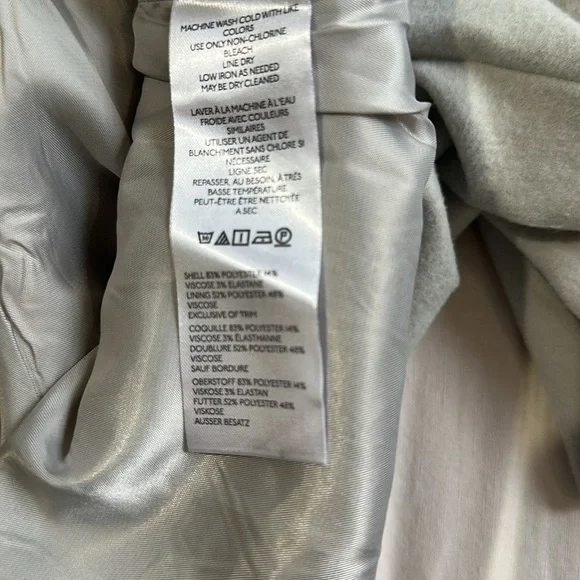 MACHINE WASH COLD WITH LIKE
COLORS
USE ONLY NON-CHLORINE
BLEACH
LINE DRY
LOW IRON AS NEEDED
MAY BE DRY CLEANED
LAVER À LA MACHINE À L'EAU
FROIDE AVEC COULEURS
SIMILAIRES
UTILISER UN AGENT DE
BLANCHIMENT SANS CHLORE SI
NÉCESSAIRE
LIGNE SEC
REPASSER, AU BESOIN, À TRÈS
BASSE TEMPÉRATURE
PEUT-ÊTRE ÊTRE NETTOYÉE
A SEC
P
SHELL 83% POLYESTER 14%
VISCOSE 3% ELASTANE
LINING 52% POLYESTER 48%
VISCOSE
EXCLUSIVE OF TRIM
COQUILLE 83% POLYESTER 14%
VISCOSE 3% ÉLASTHANNE
DOUBLURE 52% POLYESTER 48%
VISCOSE
SAUF BORDURE
OBERSTOFF 83% POLYESTER 14%
VISKOSE 3% ELASTAN
FUTTER 52% POLYESTER 48%
VISKOSE
AUSSER BESATZ